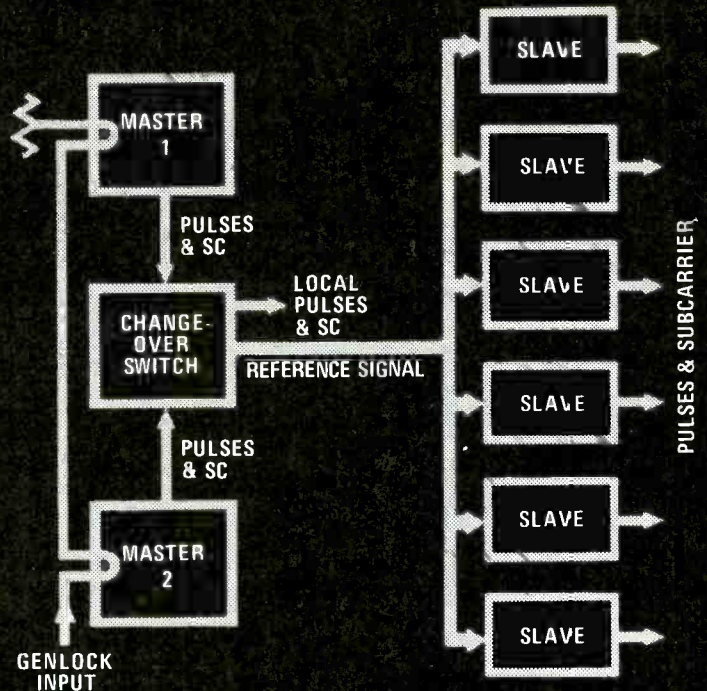 MASTER
1
PULSES
& SC
CHANGE-
OVER
SWITCH
LOCAL
PULSES
& SC
REFERENCE SIGNAL
PULSES
& SC
MASTER
2
GENLOCK
INPUT
SLAVE
SLAVE
SLAVE
SLAVE
SLAVE
SLAVE
PULSES & SUBCARRIER